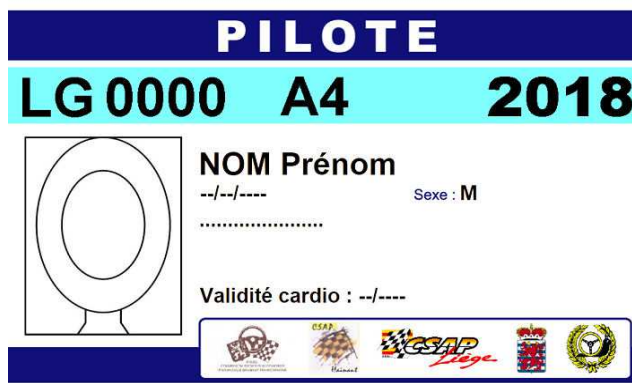 PILOTE
LG 0000 A4 2018
NOM Prénom
--/--/---- Sexe : M
......................
Validité cardio : --/----
CSAP
Hainaut
CSAP
Liège